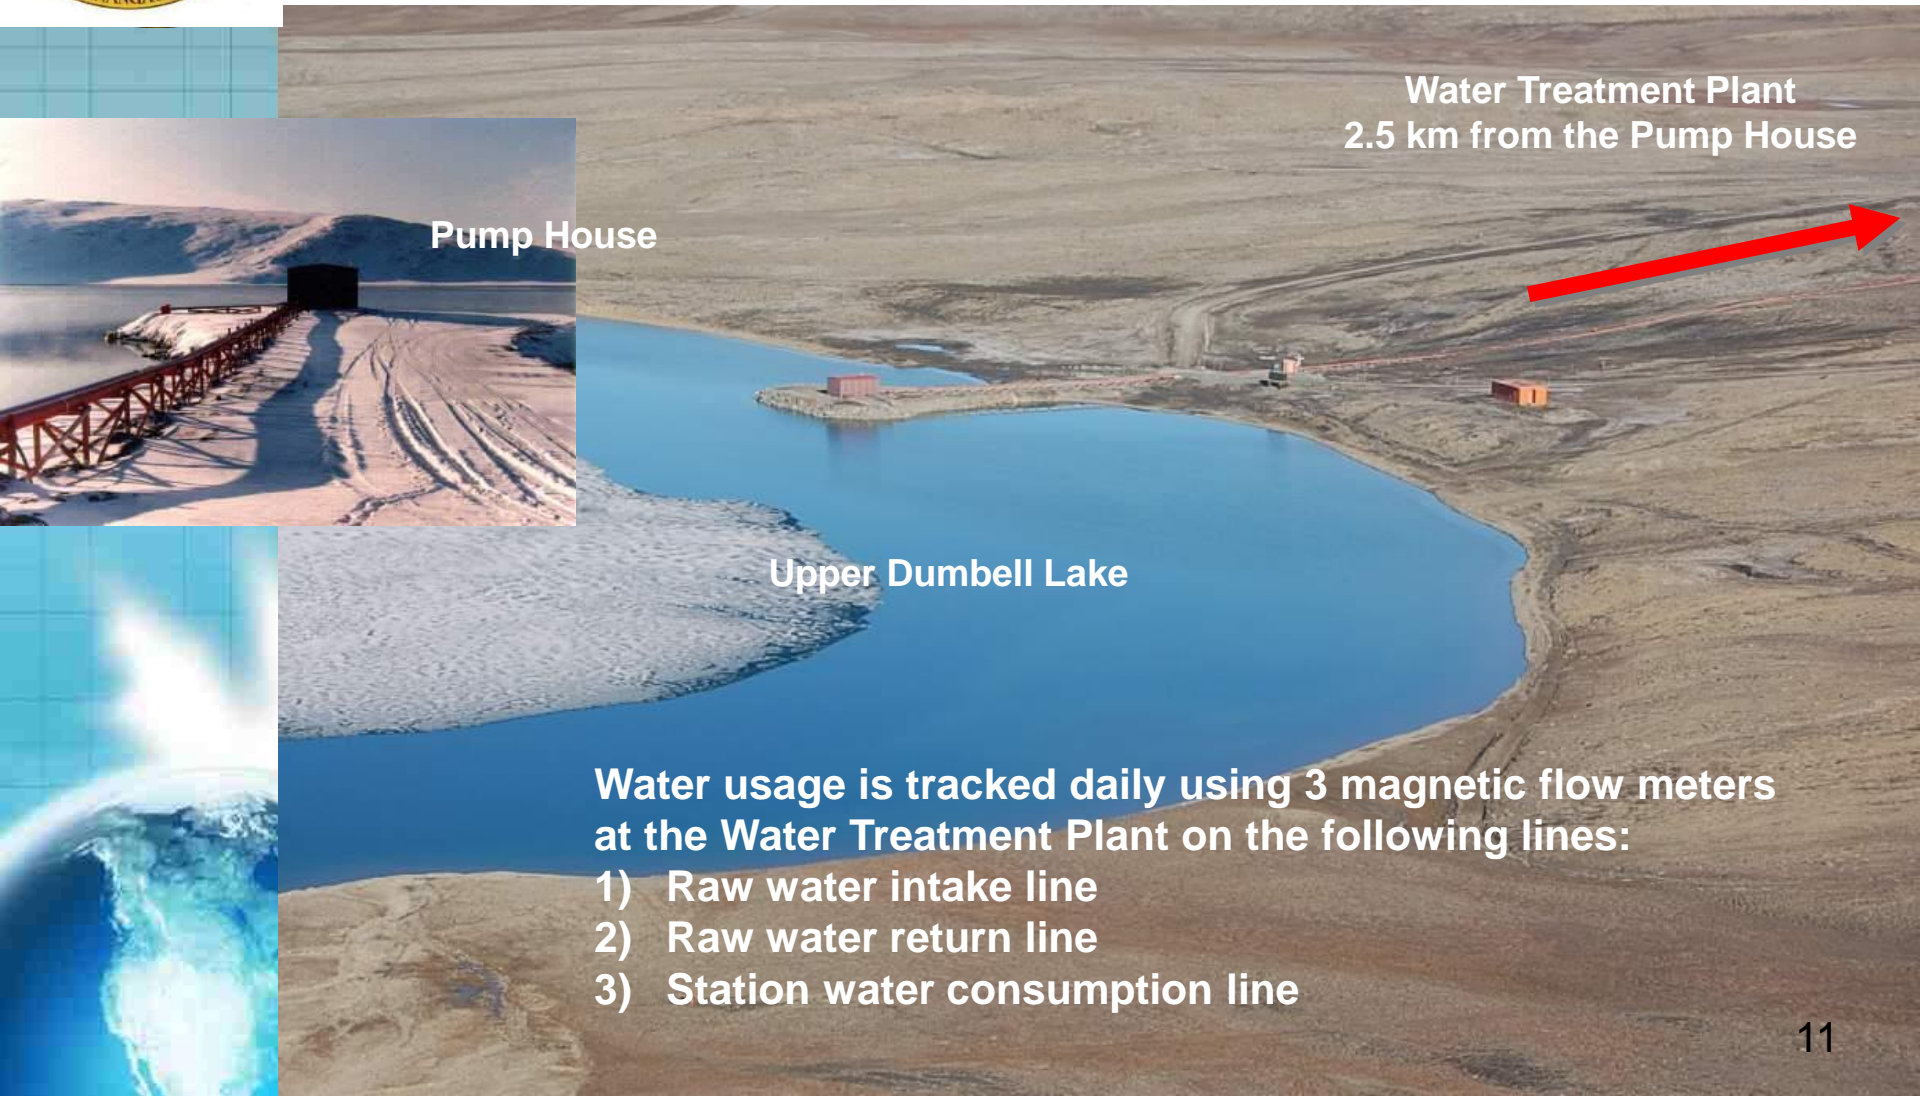 Water Treatment Plant
2.5 km from the Pump House
Pump House
Upper Dumbell Lake
Water usage is tracked daily using 3 magnetic flow meters
at the Water Treatment Plant on the following lines:
1) Raw water intake line
2) Raw water return line
3) Station water consumption line
11